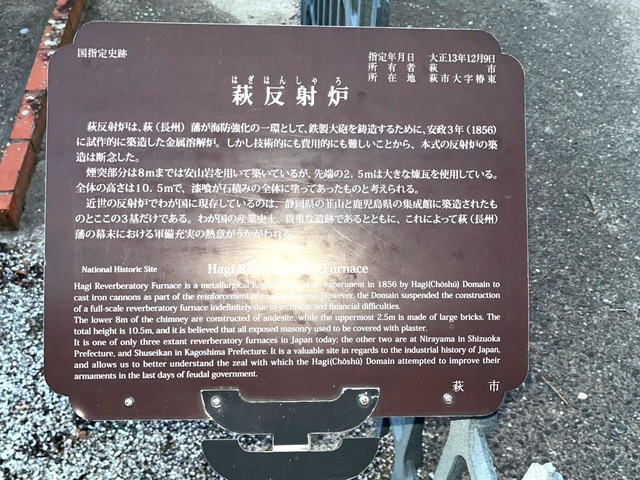 国指定史跡
指定年月日 大正13年12月9日
所有者 萩市
所在地 萩市大字椿東
はぎはんしゃろ
萩反射炉
萩反射炉は、萩（長州）藩が海防強化の一環として、鉄製大砲を鋳造するために、安政3年（1856）
に試作的に築造した金属溶解炉。しかし技術的にも費用的にも難しいことから、本式の反射炉の築
造は断念した。
煙突部分は8mまでは安山岩を用いて築いているが、先端の2.5mは大きな煉瓦を使用している。
全体の高さは10.5mで、漆喰が石積みの全体に塗ってあったものと考えられる。
近世の反射炉でわが国に現存しているのは、静岡県の韮山と鹿児島県の集成館に築造されたも
のとここの3基だけである。わが国の産業史上、貴重な遺跡であるとともに、これによって萩（長州）
藩の幕末における軍備充実の熱意がうかがわれる。
National Historic Site
Hagi Reverberatory Furnace
Hagi Reverberatory Furnace is a metallurgical furnace built as an experiment in 1856 by Hagi(Chōshū) Domain to
cast iron cannons as part of the reinforcement of coastal defense. However, the Domain suspended the construction
of a full-scale reverberatory furnace indefinitely due to technical and financial difficulties.
The lower 8m of the chimney are constructed of andesite, while the uppermost 2.5m is made of large bricks. The
total height is 10.5m, and it is believed that all exposed masonry used to be covered with plaster.
It is one of only three extant reverberatory furnaces in Japan today; the other two are at Nirayama in Shizuoka
Prefecture, and Shuseikan in Kagoshima Prefecture. It is a valuable site in regards to the industrial history of Japan,
and allows us to better understand the zeal with which the Hagi(Chōshū) Domain attempted to improve their
armaments in the last days of feudal government.
萩市